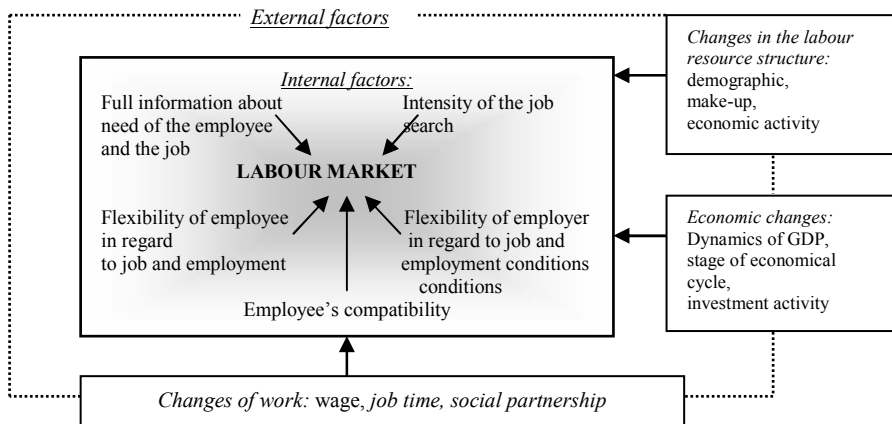 External factors
Internal factors:
Full information about
need of the employee
and the job
Intensity of the job
search
LABOUR MARKET
Flexibility of employee
in regard
to job and employment
Flexibility of employer
in regard to job and
employment conditions
conditions
Employee's compatibility
Changes in the labour
resource structure:
demographic,
make-up,
economic activity
Economic changes:
Dynamics of GDP,
stage of economical
cycle,
investment activity
Changes of work: wage, job time, social partnership